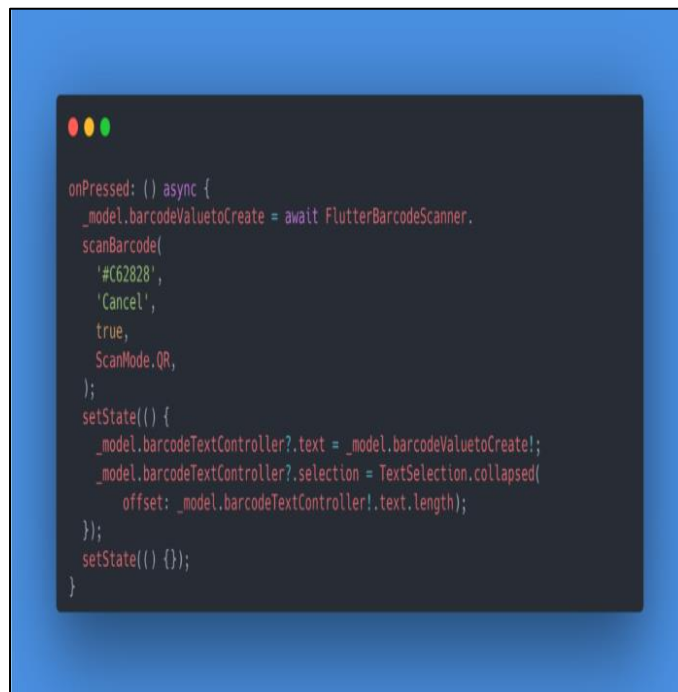 onPressed: () async {
  _model.barcodeValuetoCreate = await FlutterBarcodeScanner.
  scanBarcode(
    '#C62828',
    'Cancel',
    true,
    ScanMode.QR,
  );
  setState(() {
    _model.barcodeTextController?.text = _model.barcodeValuetoCreate!;
    _model.barcodeTextController?.selection = TextSelection.collapsed(
        offset: _model.barcodeTextController!.text.length);
  });
  setState(() {});
}